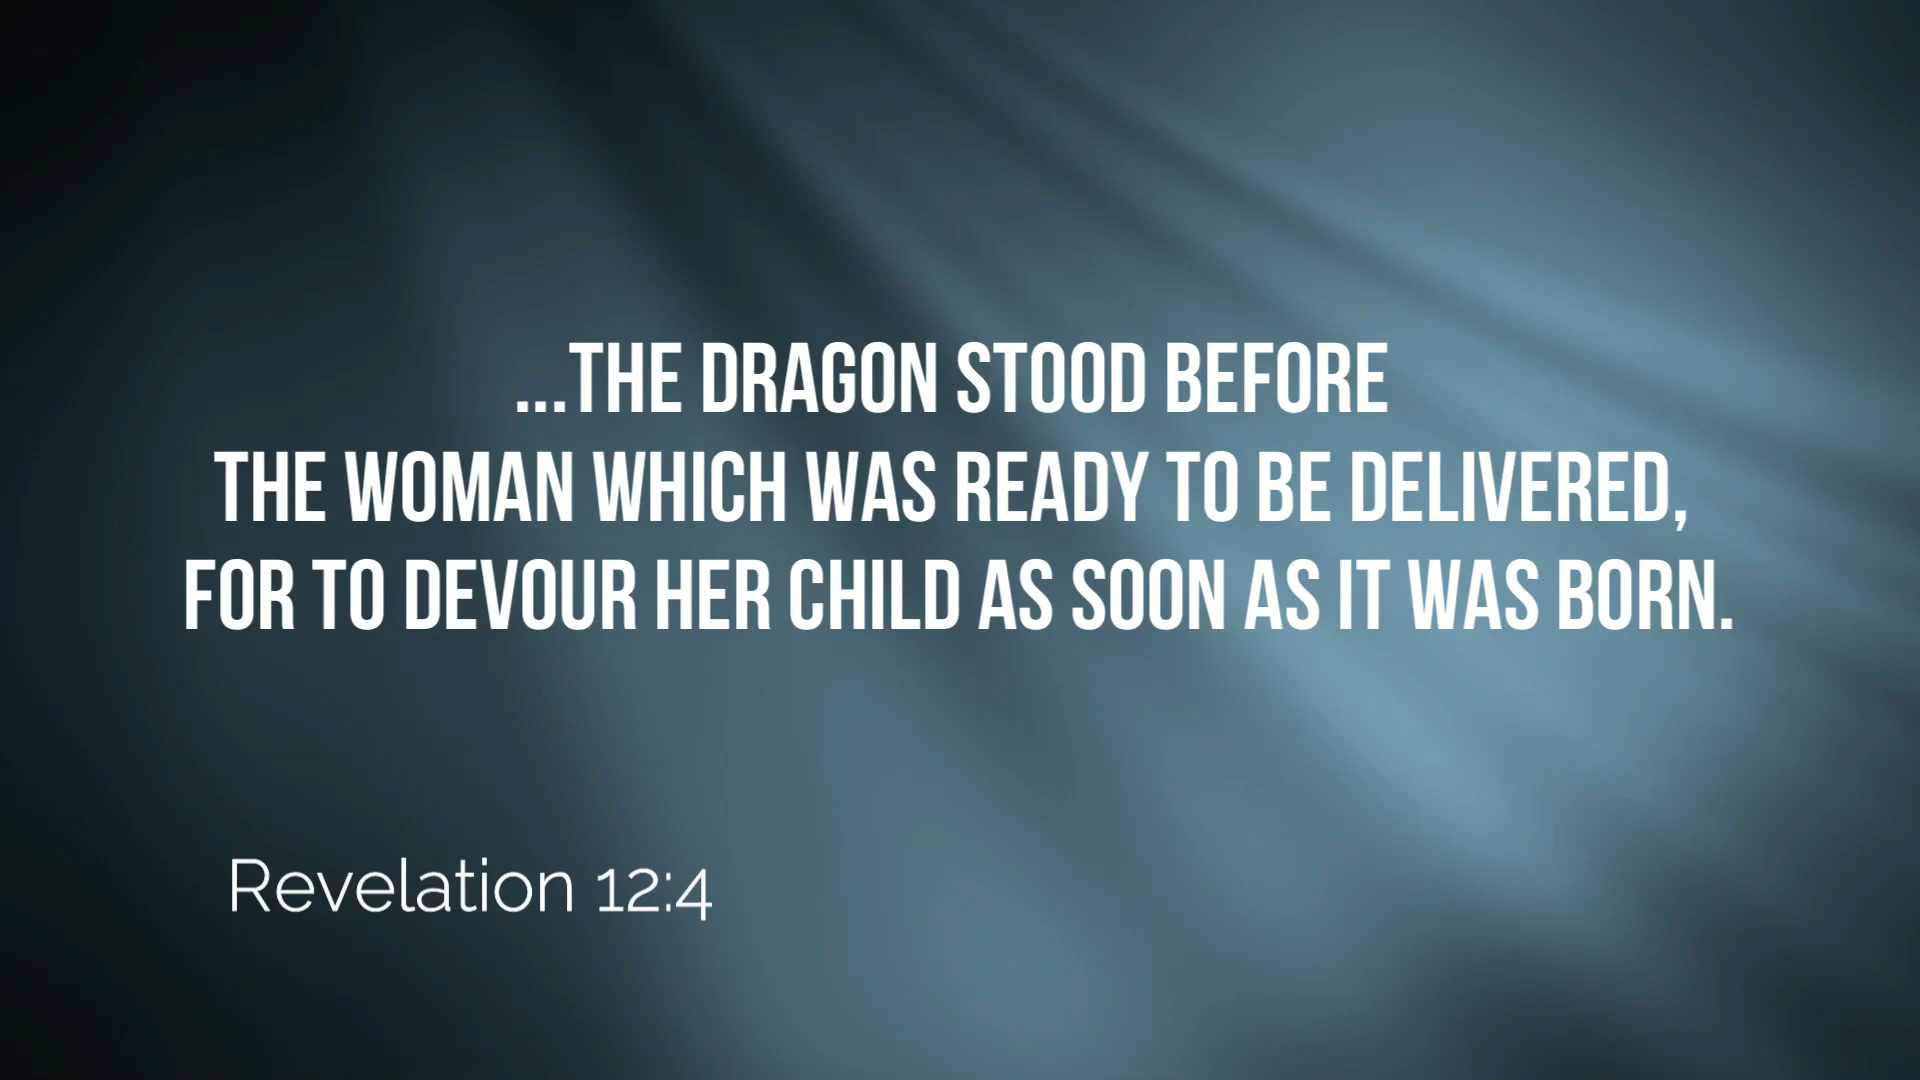 ...THE DRAGON STOOD BEFORE
THE WOMAN WHICH WAS READY TO BE DELIVERED,
FOR TO DEVOUR HER CHILD AS SOON AS IT WAS BORN.
Revelation 12:4